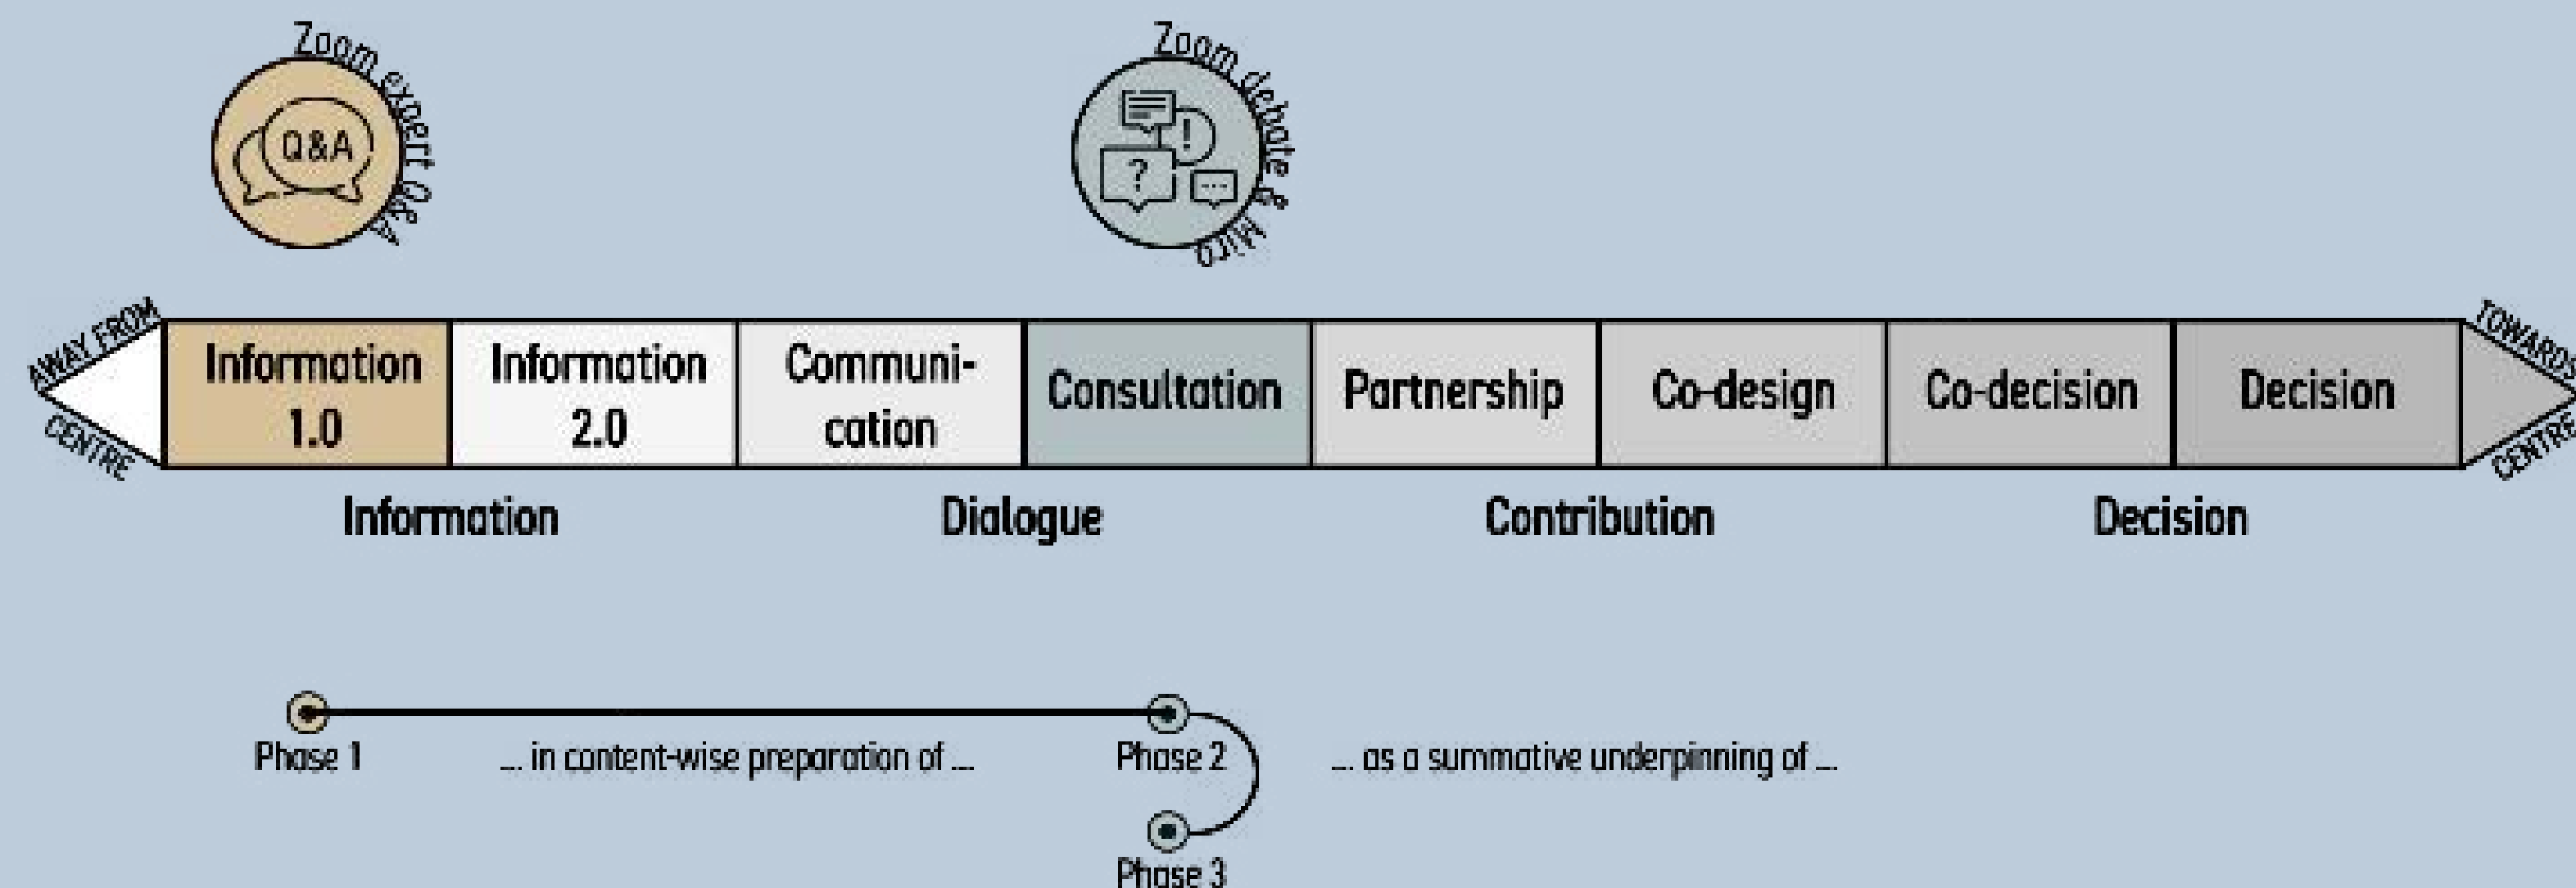 Zoom expert Q&A
Q&A
Zoom debate & Miro
!
?
...
AWAY FROM
CENTRE
Information
1.0
Information
2.0
Communi-
cation
Consultation
Partnership
Co-design
Co-decision
Decision
TOWARDS
CENTRE
Information
Dialogue
Contribution
Decision
Phase 1
... in content-wise preparation of ...
Phase 2
... as a summative underpinning of ...
Phase 3